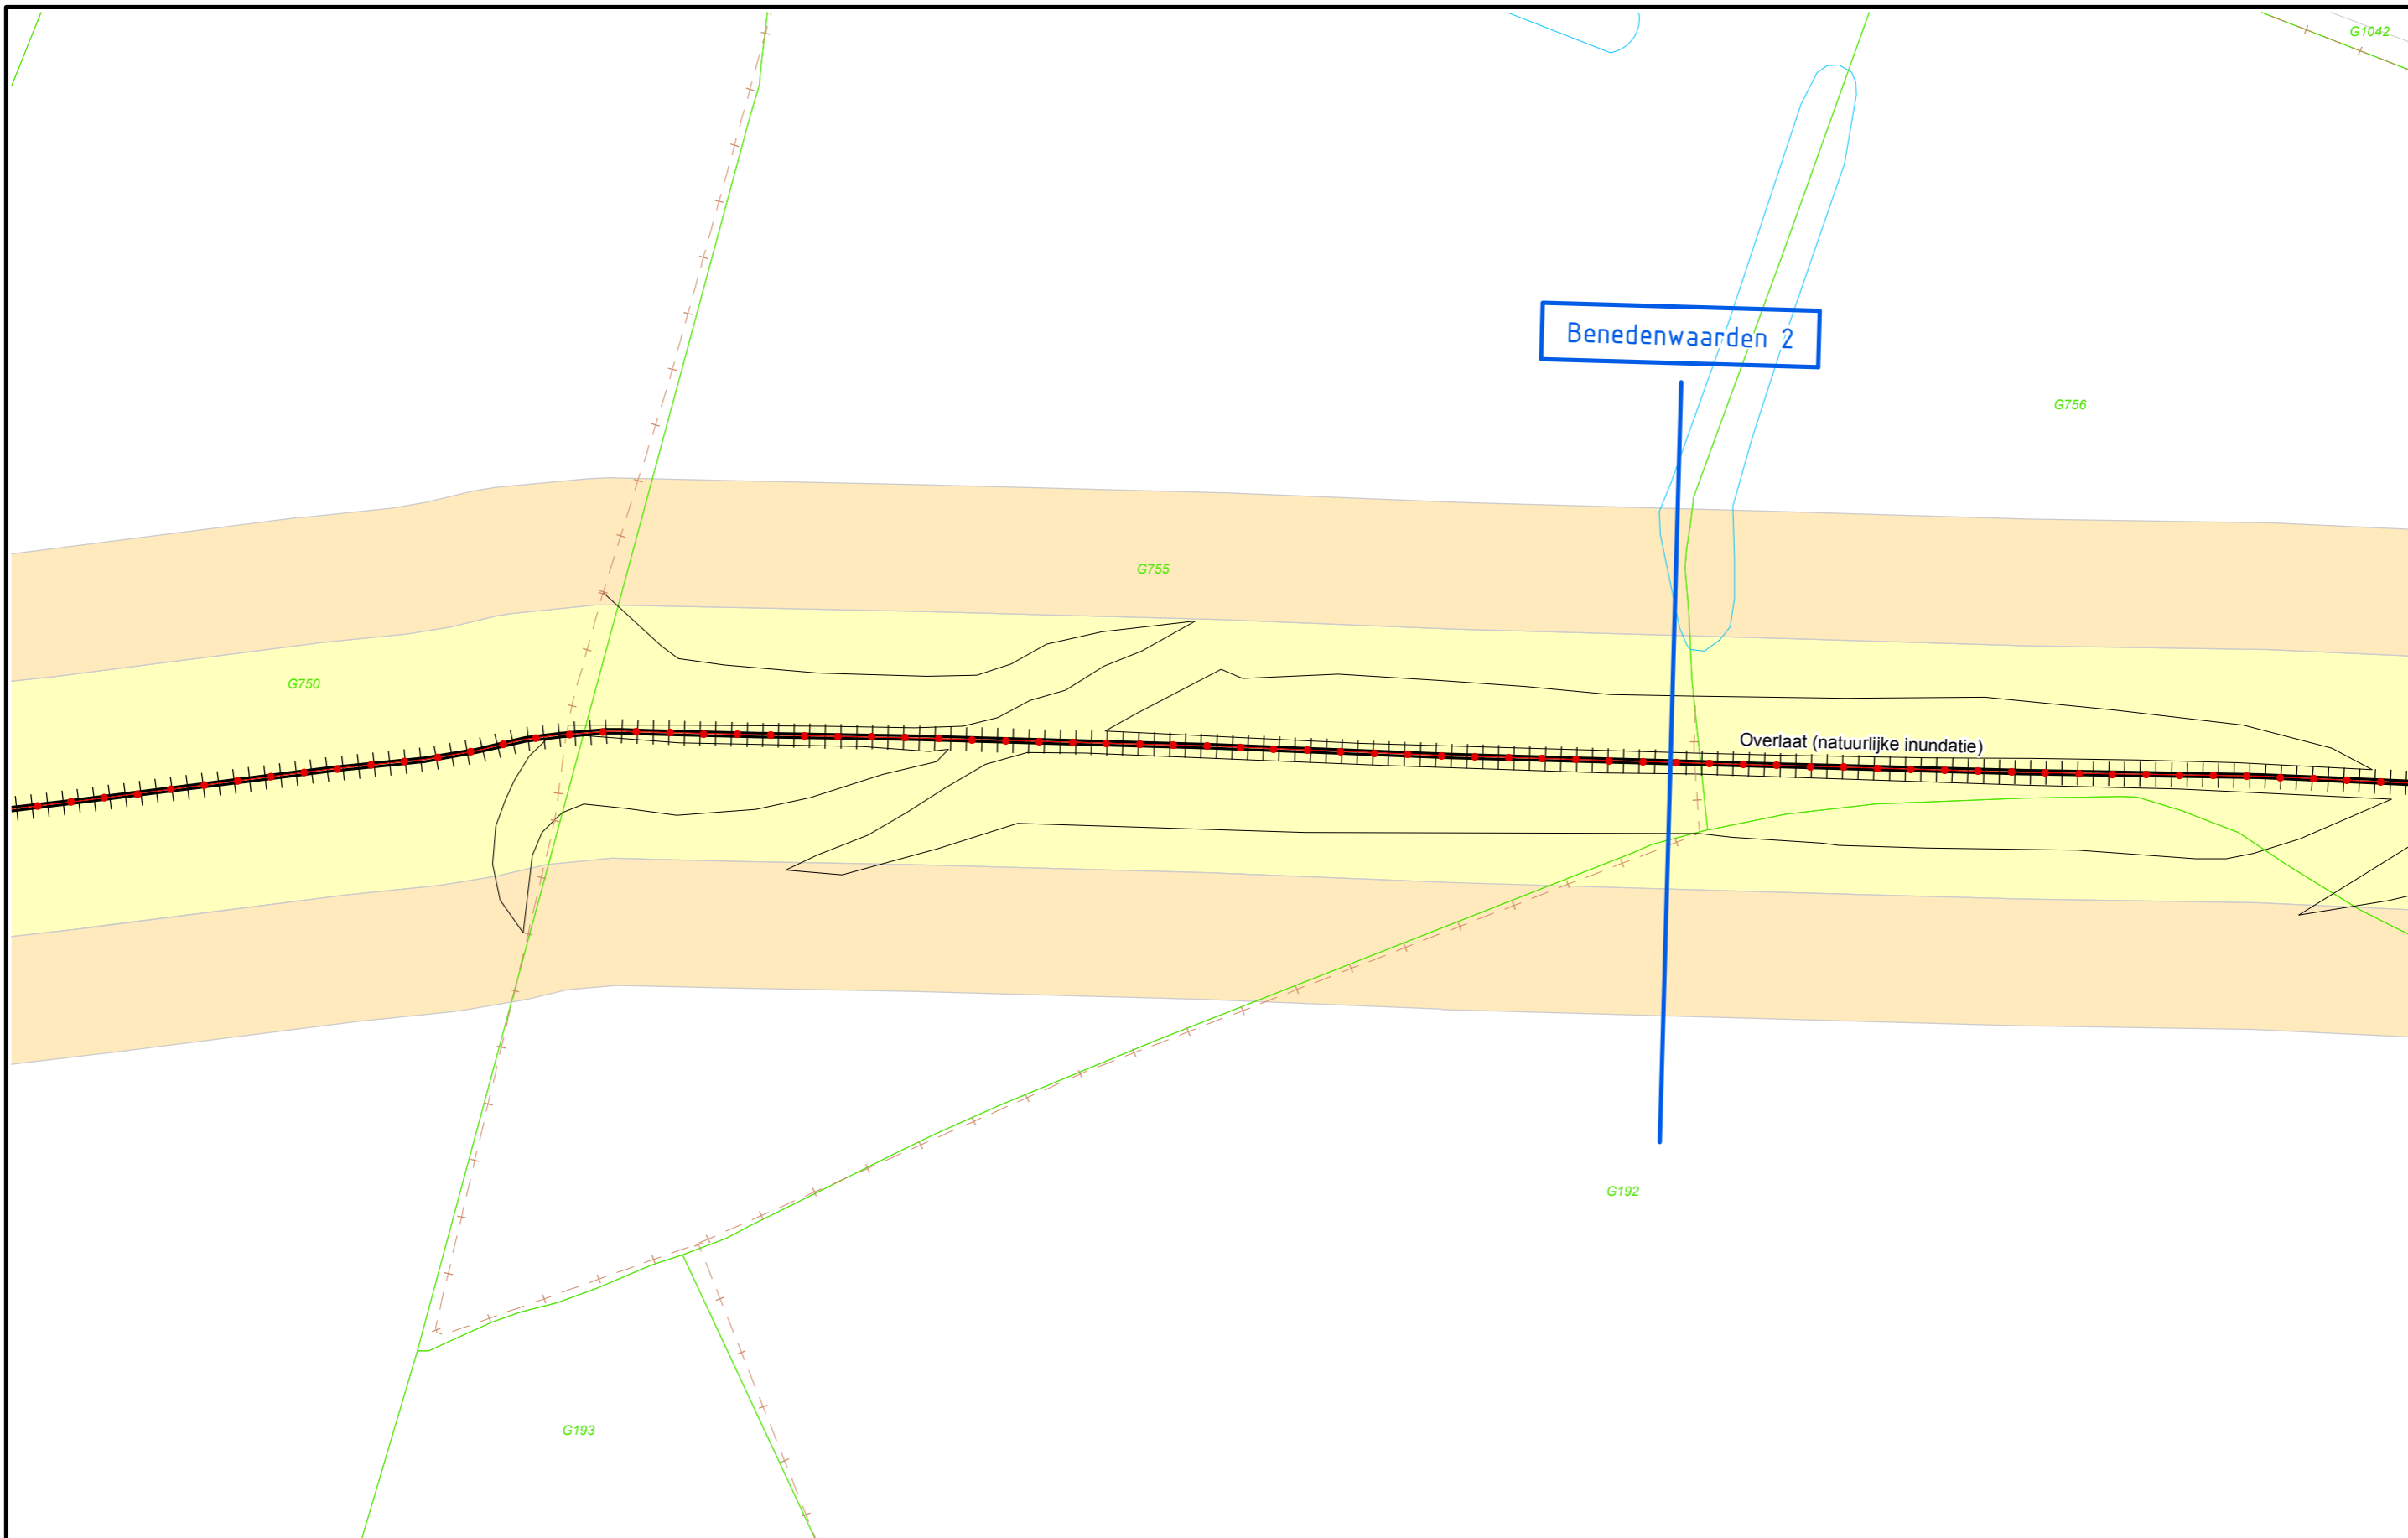 G1042
Benedenwaarden 2
G756
G755
G750
Overlaat (natuurlijke inundatie)
G192
G193